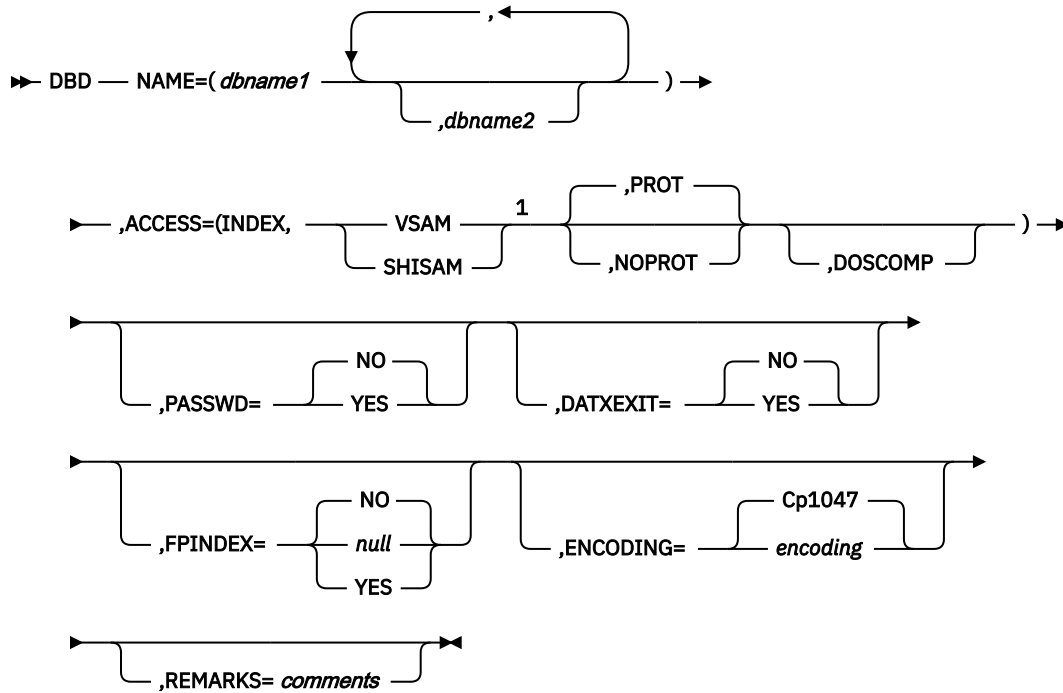 ,
DBD NAME=( dbname1 )
,dbname2
,PROT
,ACCESS=(INDEX, VSAM 1 )
SHISAM ,NOPROT ,DOSCOMP
NO NO
,PASSWD= YES ,DATXEXIT= YES
NO Cp1047
,FPINDEX= null ,ENCODING= encoding
YES
,REMARKS= comments